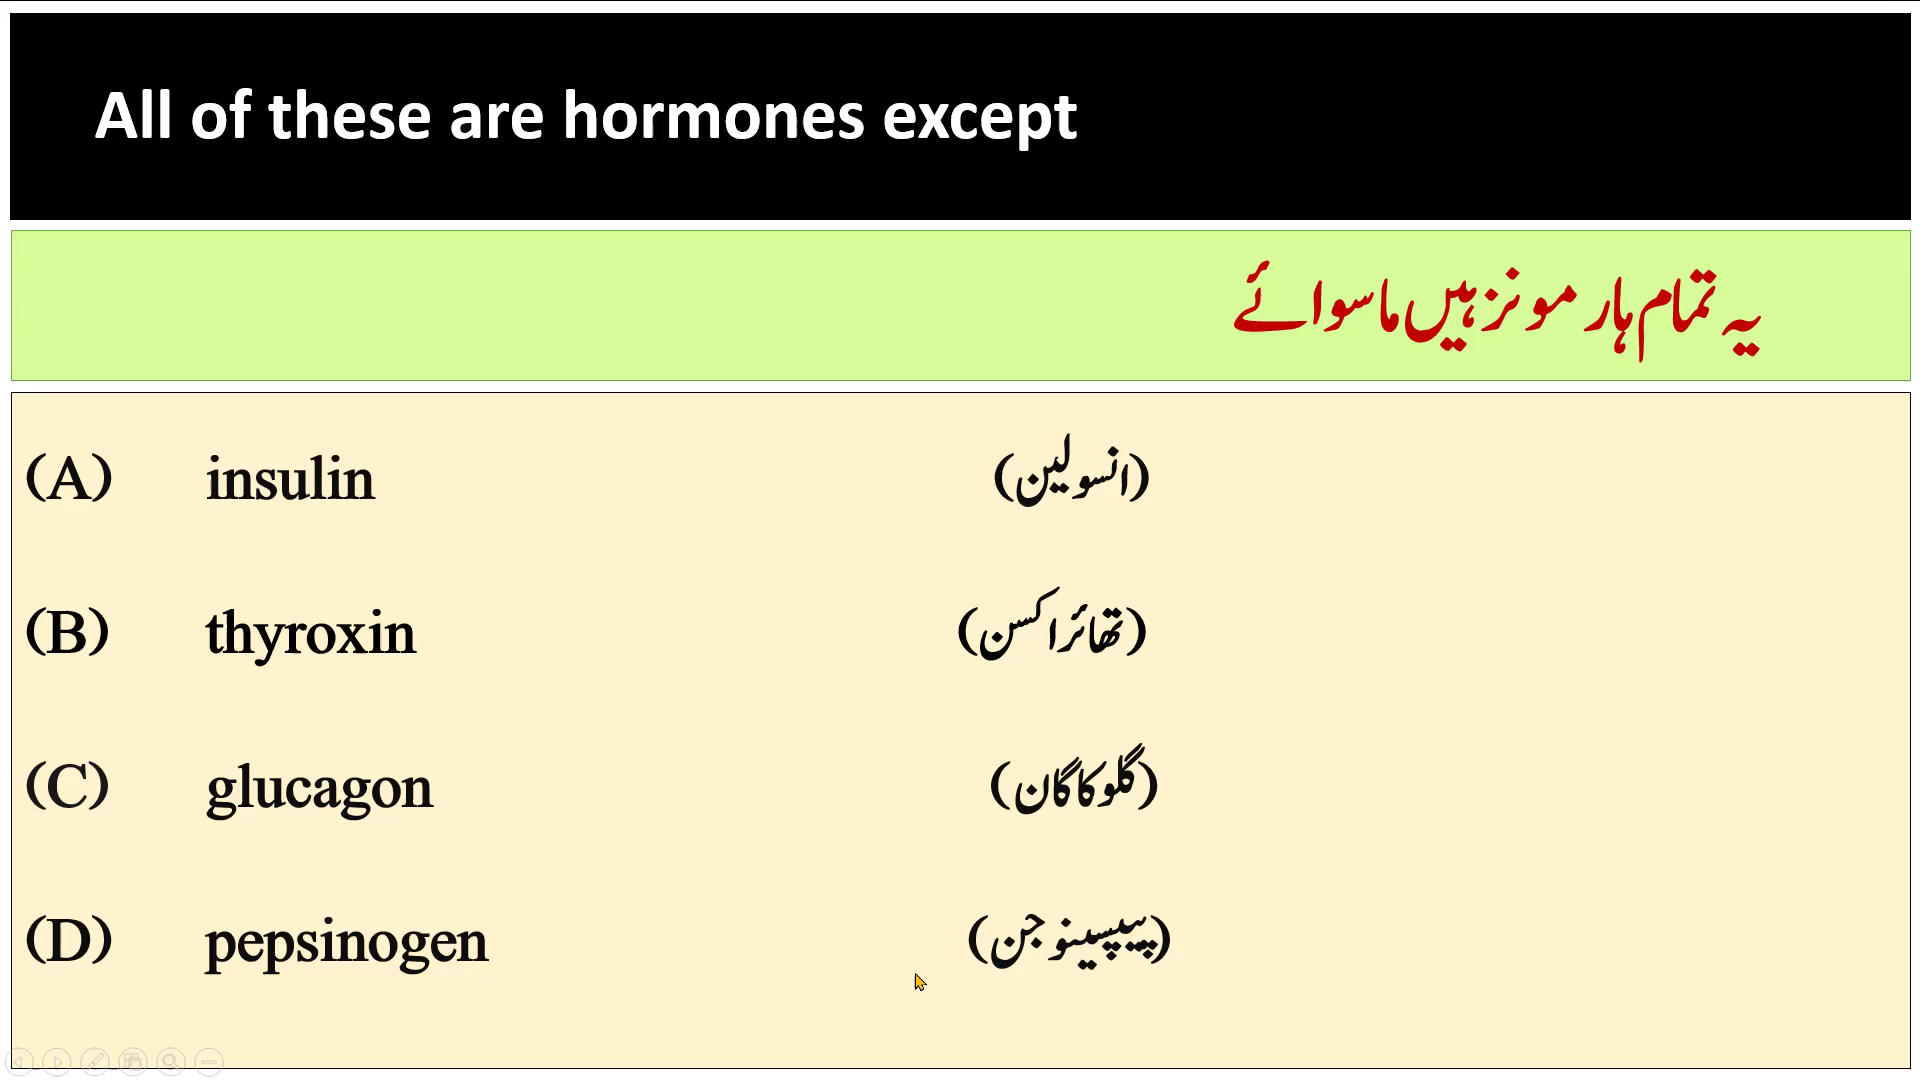 All of these are hormones except
یہ تمام ہارمونز ہیں ماسوائے
(A) insulin (انسولین)
(B) thyroxin (تھائراکسن)
(C) glucagon (گلوکاگان)
(D) pepsinogen (پیپسینوجن)